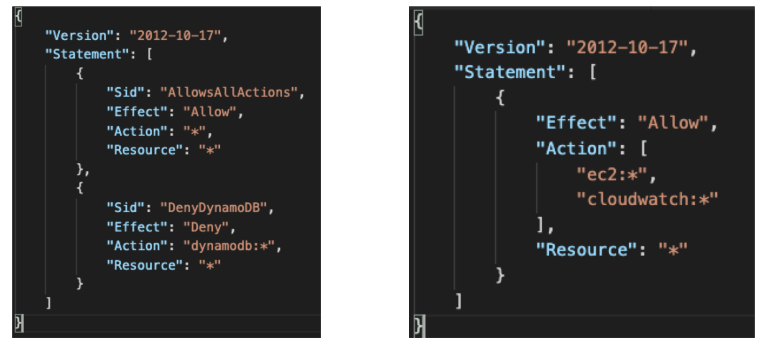 {
"Version": "2012-10-17",
"Statement": [
{
"Sid": "AllowsAllActions",
"Effect": "Allow",
"Action": "*",
"Resource": "*"
},
{
"Sid": "DenyDynamoDB",
"Effect": "Deny",
"Action": "dynamodb:*",
"Resource": "*"
}
]
}
{
"Version": "2012-10-17",
"Statement": [
{
"Effect": "Allow",
"Action": [
"ec2:*",
"cloudwatch:*"
],
"Resource": "*"
}
]
}